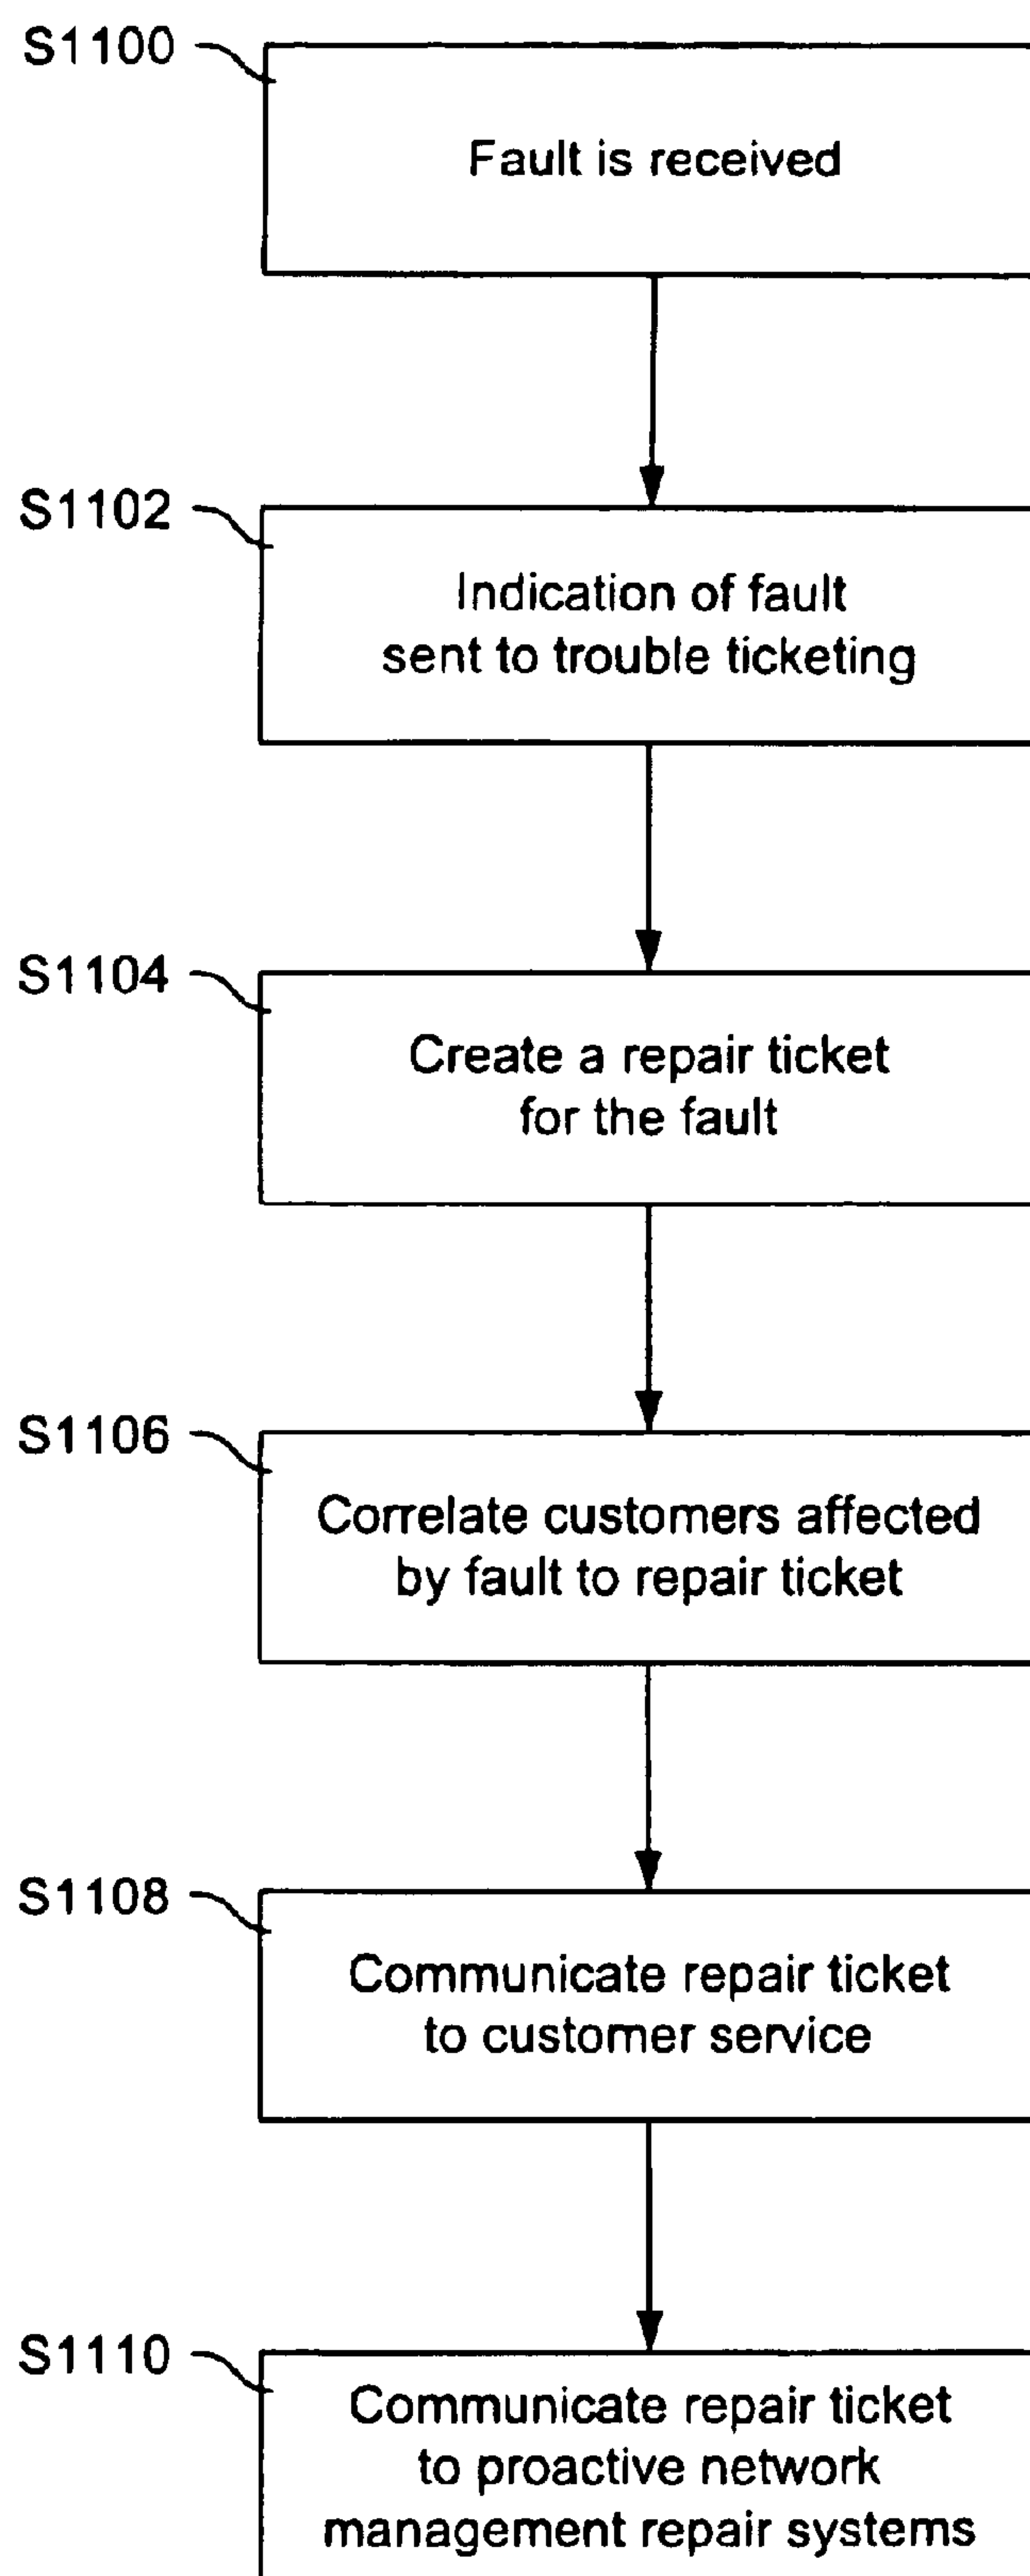 S1100
Fault is received
S1102
Indication of fault
sent to trouble ticketing
S1104
Create a repair ticket
for the fault
S1106
Correlate customers affected
by fault to repair ticket
S1108
Communicate repair ticket
to customer service
S1110
Communicate repair ticket
to proactive network
management repair systems